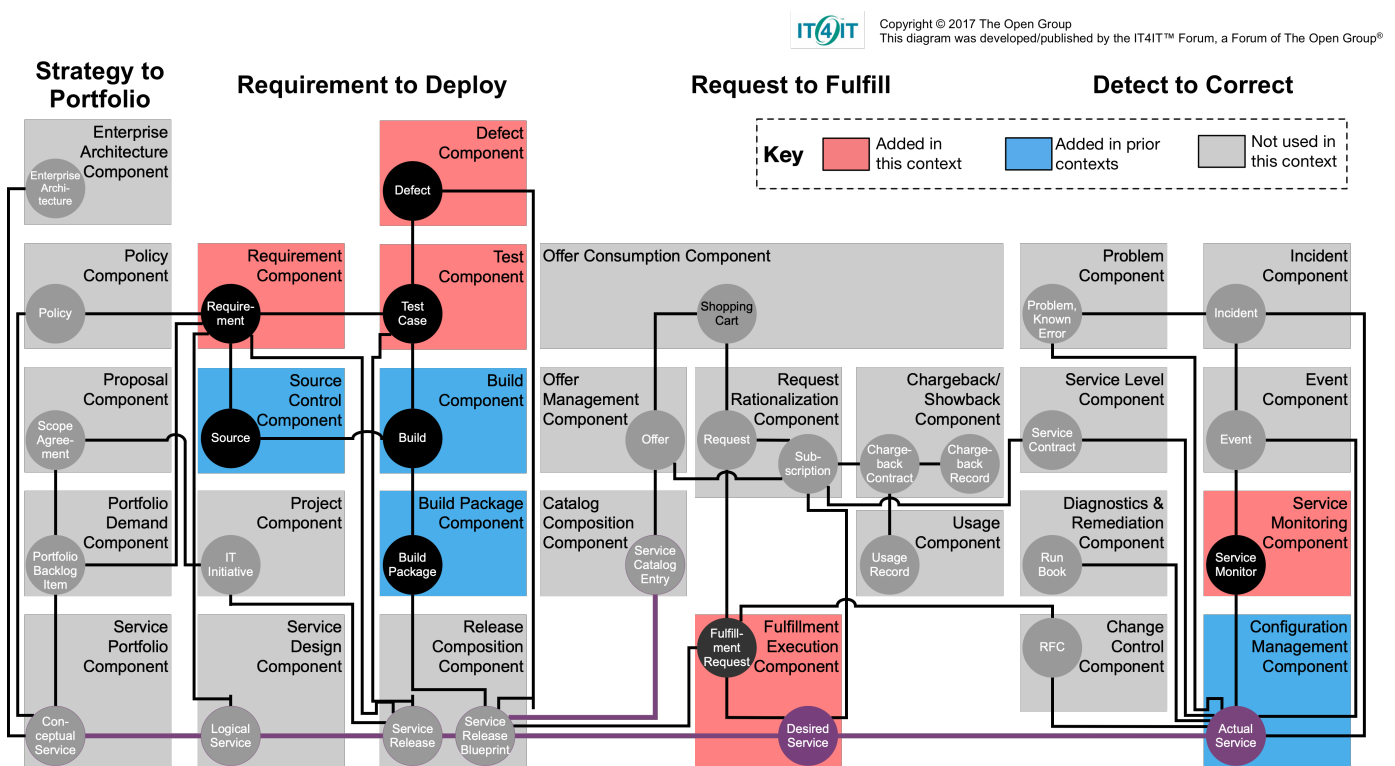 IT4IT
Copyright © 2017 The Open Group
This diagram was developed/published by the IT4IT™ Forum, a Forum of The Open Group®
Strategy to
Portfolio
Requirement to Deploy
Request to Fulfill
Detect to Correct
Key
Added in
this context
Added in prior
contexts
Not used in
this context
Enterprise
Architecture
Component
Enterprise
Archi-
tecture
Defect
Component
Defect
Policy
Component
Policy
Requirement
Component
Require-
ment
Test
Component
Test
Case
Offer Consumption Component
Shopping
Cart
Problem
Component
Problem,
Known
Error
Incident
Component
Incident
Proposal
Component
Scope
Agree-
ment
Source
Control
Component
Source
Build
Component
Build
Offer
Management
Component
Offer
Request
Rationalization
Component
Request
Sub-
scription
Chargeback/
Showback
Component
Charge-
back
Contract
Charge-
back
Record
Service Level
Component
Service
Contract
Event
Component
Event
Portfolio
Demand
Component
Portfolio
Backlog
Item
Project
Component
IT
Initiative
Build Package
Component
Build
Package
Catalog
Composition
Component
Service
Catalog
Entry
Usage
Component
Usage
Record
Diagnostics &
Remediation
Component
Run
Book
Service
Monitoring
Component
Service
Monitor
Service
Portfolio
Component
Con-
ceptual
Service
Service
Design
Component
Logical
Service
Release
Composition
Component
Service
Release
Service
Release
Blueprint
Fulfillment
Execution
Component
Fulfill-
ment
Request
Desired
Service
Change
Control
Component
RFC
Configuration
Management
Component
Actual
Service